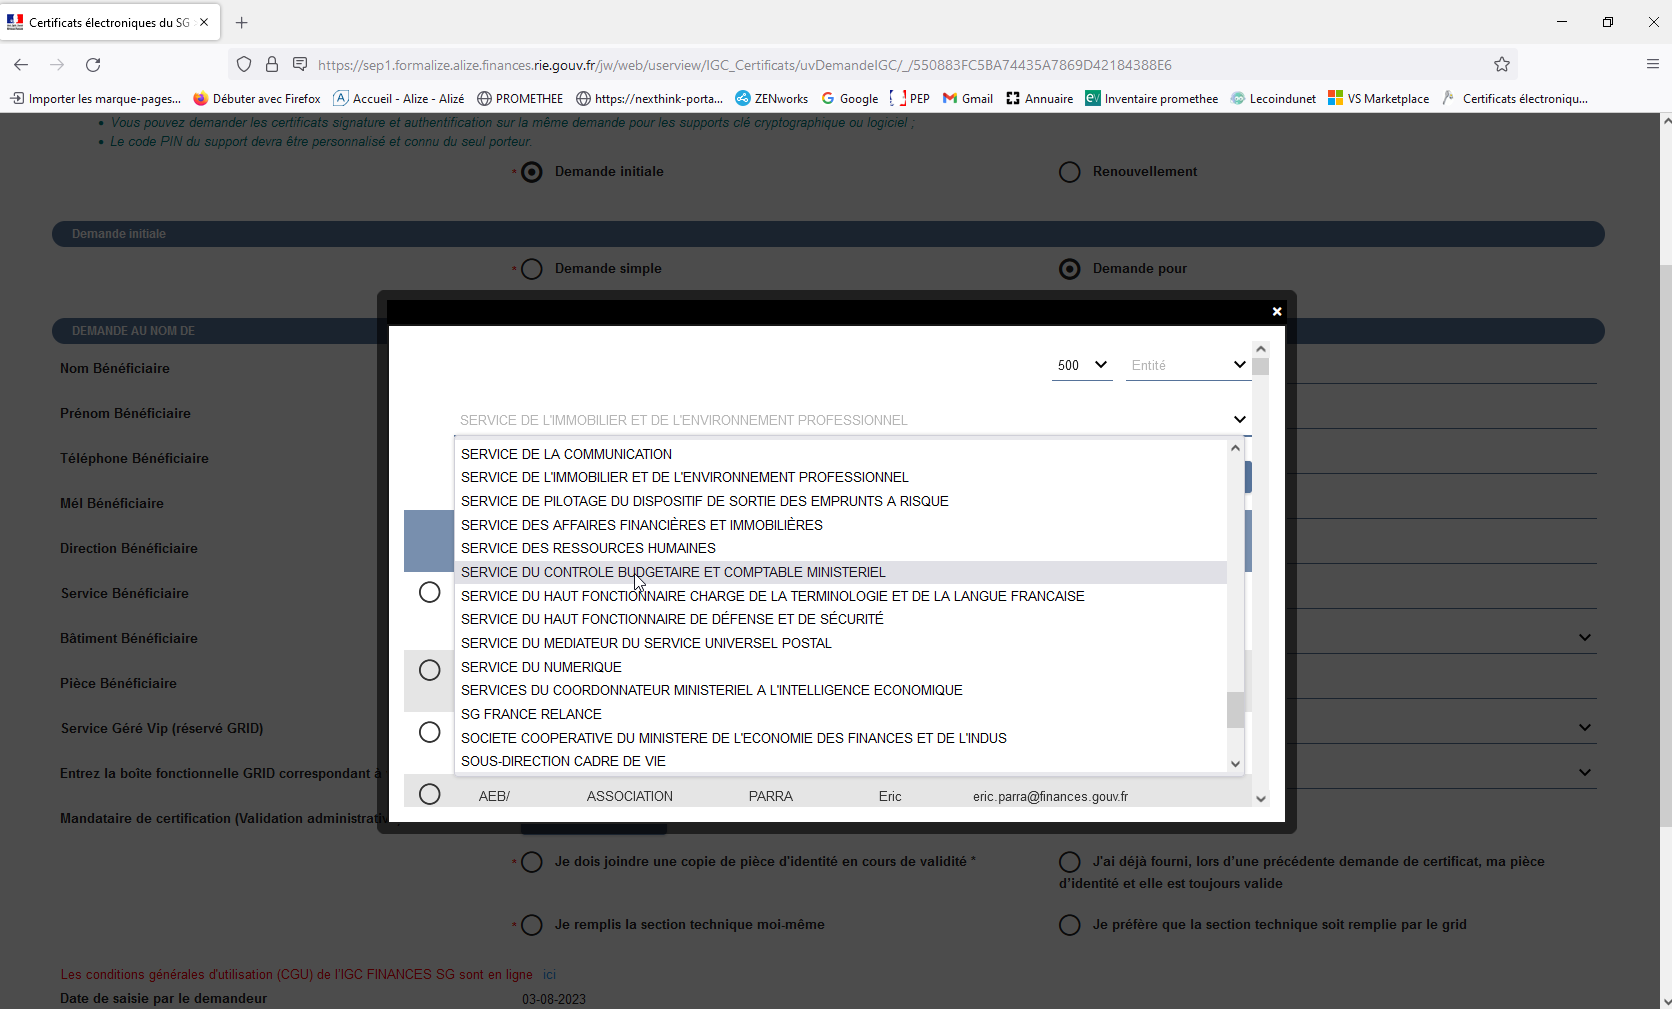 Certificats électroniques du SG
https://sep1.formalize.alize.finances.rie.gouv.fr/jw/web/userview/IGC_Certificats/uvDemandeIGC/_/550883FC5BA74435A7869D42184388E6
Importer les marque-pages... Débuter avec Firefox Accueil - Alize - Alizé PROMETHEE https://nexthink-porta... ZENworks Google PEP Gmail Annuaire Inventaire promethee Lecoindunet VS Marketplace Certificats électroniqu...
• Vous pouvez demander les certificats signature et authentification sur la même demande pour les supports clé cryptographique ou logiciel ;
• Le code PIN du support devra être personnalisé et connu du seul porteur.
* Demande initiale Renouvellement
Demande initiale
* Demande simple Demande pour
DEMANDE AU NOM DE
Nom Bénéficiaire
Prénom Bénéficiaire
Téléphone Bénéficiaire
Mél Bénéficiaire
Direction Bénéficiaire
Service Bénéficiaire
Bâtiment Bénéficiaire
Pièce Bénéficiaire
Service Géré Vip (réservé GRID)
Entrez la boîte fonctionnelle GRID correspondant à
Mandataire de certification (Validation administrativ
500 Entité
SERVICE DE L'IMMOBILIER ET DE L'ENVIRONNEMENT PROFESSIONNEL
SERVICE DE LA COMMUNICATION
SERVICE DE L'IMMOBILIER ET DE L'ENVIRONNEMENT PROFESSIONNEL
SERVICE DE PILOTAGE DU DISPOSITIF DE SORTIE DES EMPRUNTS A RISQUE
SERVICE DES AFFAIRES FINANCIÈRES ET IMMOBILIÈRES
SERVICE DES RESSOURCES HUMAINES
SERVICE DU CONTROLE BUDGETAIRE ET COMPTABLE MINISTERIEL
SERVICE DU HAUT FONCTIONNAIRE CHARGE DE LA TERMINOLOGIE ET DE LA LANGUE FRANCAISE
SERVICE DU HAUT FONCTIONNAIRE DE DÉFENSE ET DE SÉCURITÉ
SERVICE DU MEDIATEUR DU SERVICE UNIVERSEL POSTAL
SERVICE DU NUMERIQUE
SERVICES DU COORDONNATEUR MINISTERIEL A L'INTELLIGENCE ECONOMIQUE
SG FRANCE RELANCE
SOCIETE COOPERATIVE DU MINISTERE DE L'ECONOMIE DES FINANCES ET DE L'INDUS
SOUS-DIRECTION CADRE DE VIE
AEB/ ASSOCIATION PARRA Eric eric.parra@finances.gouv.fr
* Je dois joindre une copie de pièce d'identité en cours de validité * J'ai déjà fourni, lors d'une précédente demande de certificat, ma pièce
d'identité et elle est toujours valide
* Je remplis la section technique moi-même Je préfère que la section technique soit remplie par le grid
Les conditions générales d'utilisation (CGU) de l'IGC FINANCES SG sont en ligne ici
Date de saisie par le demandeur 03-08-2023